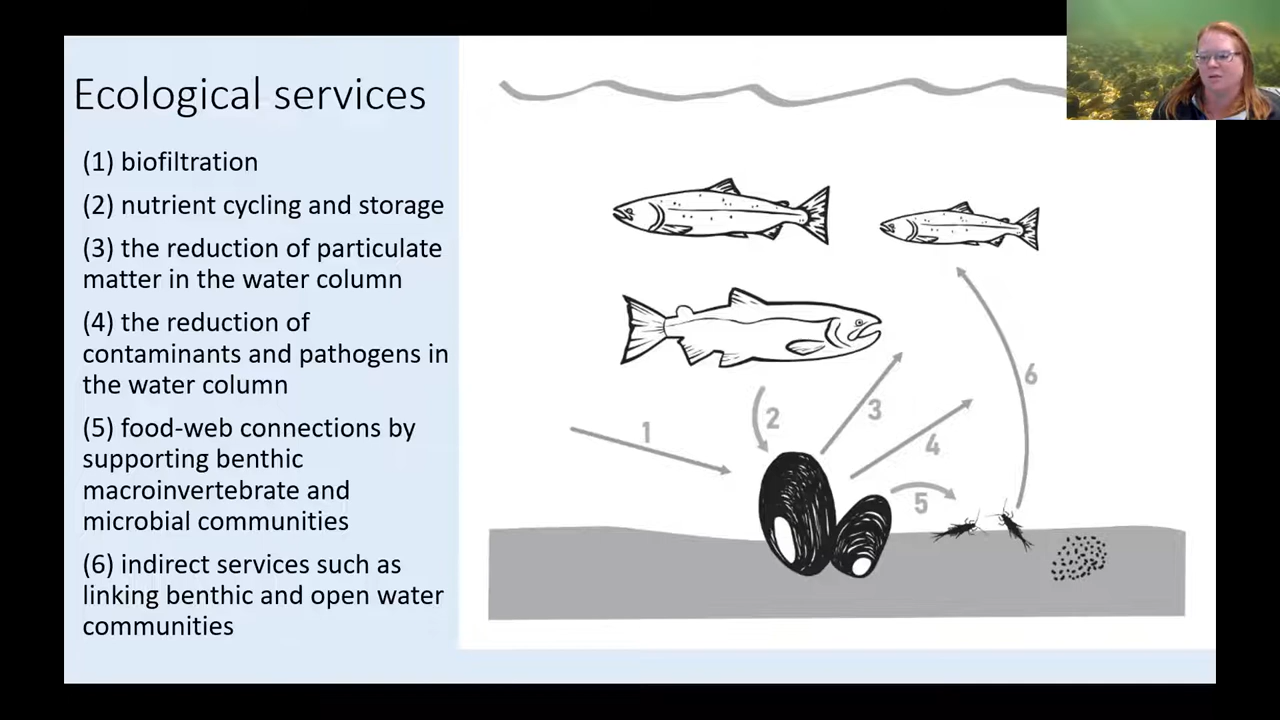 Ecological services
(1) biofiltration
(2) nutrient cycling and storage
(3) the reduction of particulate
matter in the water column
(4) the reduction of
contaminants and pathogens in
the water column
(5) food-web connections by
supporting benthic
macroinvertebrate and
microbial communities
(6) indirect services such as
linking benthic and open water
communities
1
2
3
4
5
6